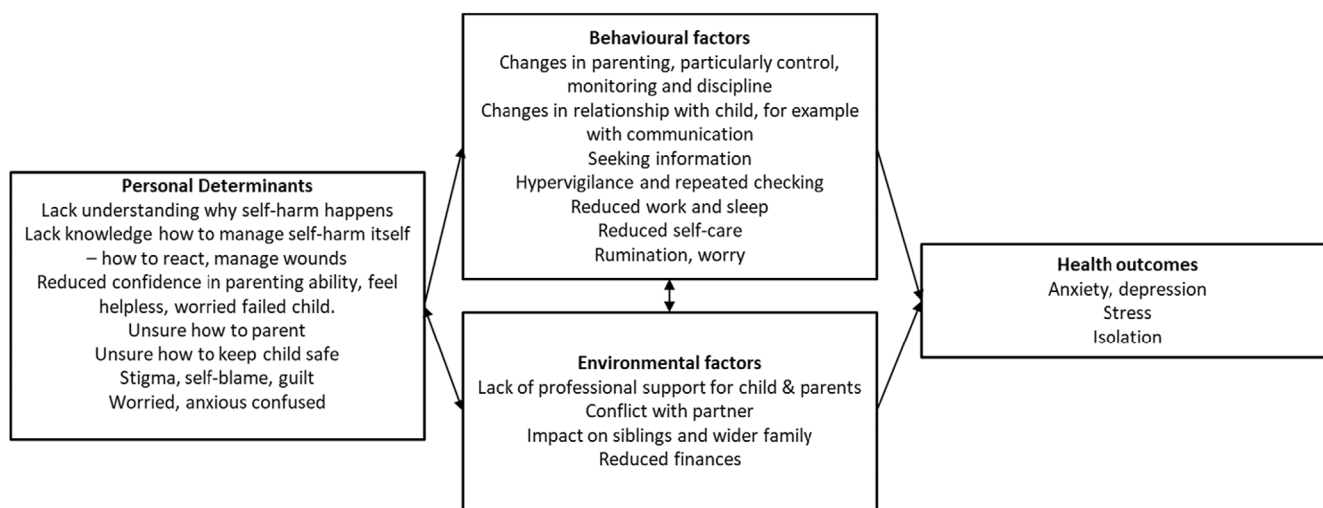 Behavioural factors
Changes in parenting, particularly control,
monitoring and discipline
Changes in relationship with child, for example
with communication
Seeking information
Hypervigilance and repeated checking
Reduced work and sleep
Reduced self-care
Rumination, worry
Personal Determinants
Lack understanding why self-harm happens
Lack knowledge how to manage self-harm itself
– how to react, manage wounds
Reduced confidence in parenting ability, feel
helpless, worried failed child.
Unsure how to parent
Unsure how to keep child safe
Stigma, self-blame, guilt
Worried, anxious confused
Environmental factors
Lack of professional support for child & parents
Conflict with partner
Impact on siblings and wider family
Reduced finances
Health outcomes
Anxiety, depression
Stress
Isolation